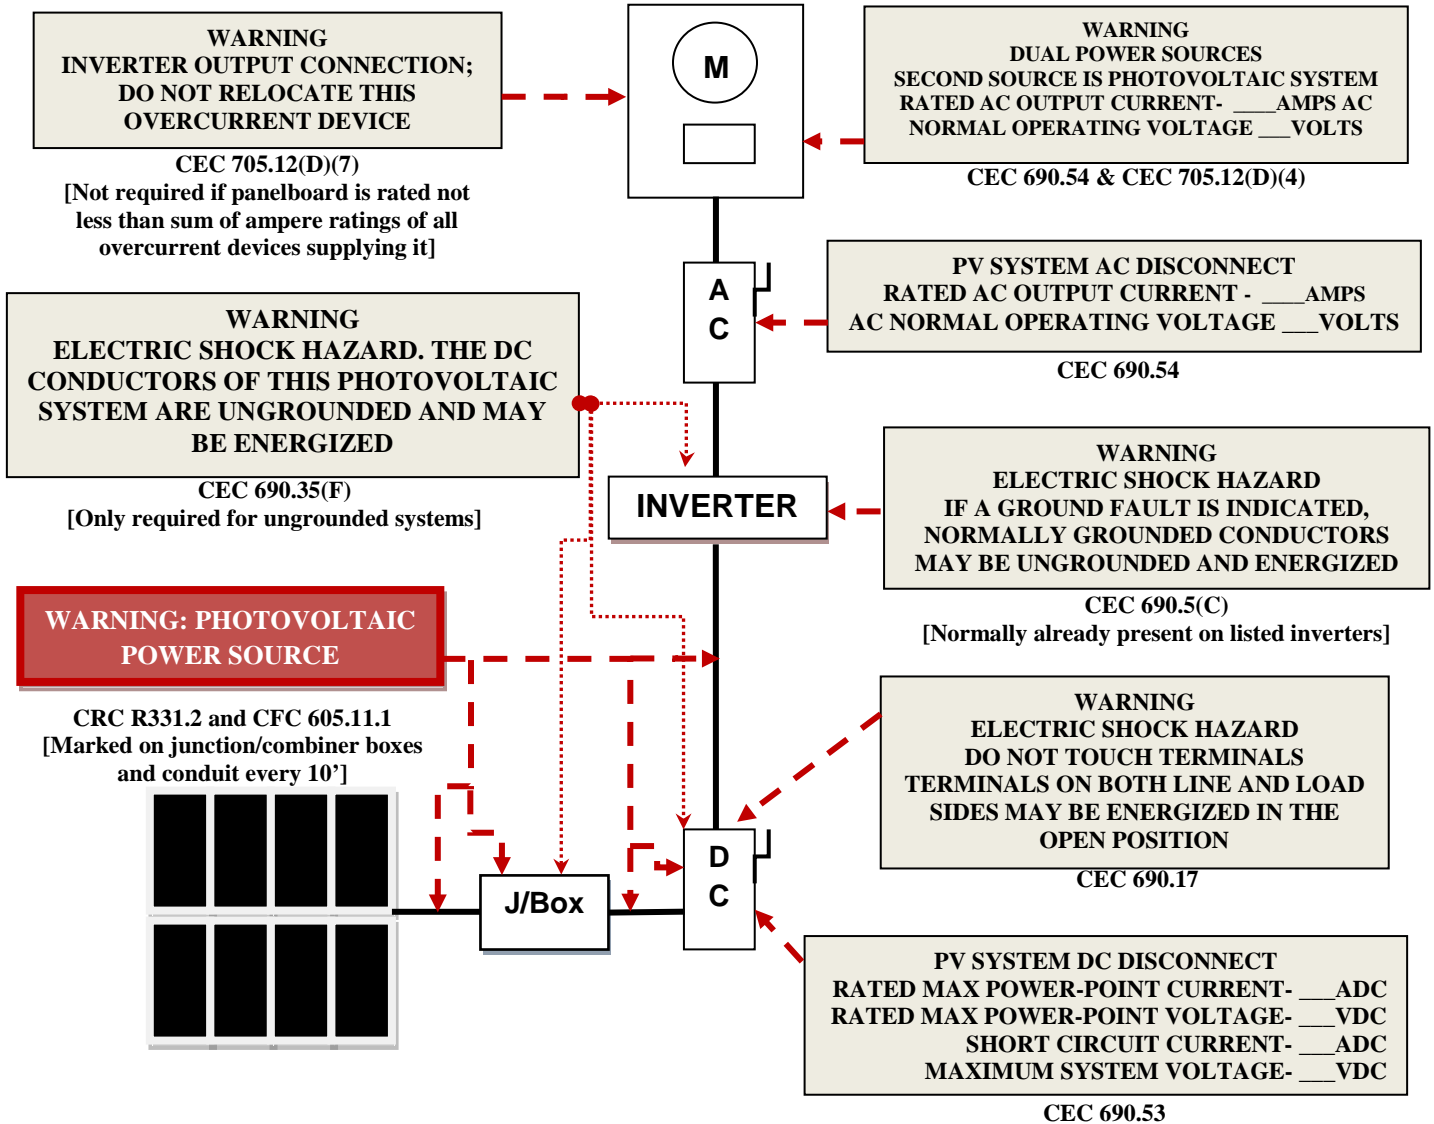 WARNING
INVERTER OUTPUT CONNECTION;
DO NOT RELOCATE THIS
OVERCURRENT DEVICE
CEC 705.12(D)(7)
[Not required if panelboard is rated not
less than sum of ampere ratings of all
overcurrent devices supplying it]
M
WARNING
DUAL POWER SOURCES
SECOND SOURCE IS PHOTOVOLTAIC SYSTEM
RATED AC OUTPUT CURRENT- ____AMPS AC
NORMAL OPERATING VOLTAGE ___VOLTS
CEC 690.54 & CEC 705.12(D)(4)
A
C
PV SYSTEM AC DISCONNECT
RATED AC OUTPUT CURRENT - ____AMPS
AC NORMAL OPERATING VOLTAGE ___VOLTS
CEC 690.54
WARNING
ELECTRIC SHOCK HAZARD. THE DC
CONDUCTORS OF THIS PHOTOVOLTAIC
SYSTEM ARE UNGROUNDED AND MAY
BE ENERGIZED
CEC 690.35(F)
[Only required for ungrounded systems]
INVERTER
WARNING
ELECTRIC SHOCK HAZARD
IF A GROUND FAULT IS INDICATED,
NORMALLY GROUNDED CONDUCTORS
MAY BE UNGROUNDED AND ENERGIZED
CEC 690.5(C)
[Normally already present on listed inverters]
WARNING: PHOTOVOLTAIC
POWER SOURCE
CRC R331.2 and CFC 605.11.1
[Marked on junction/combiner boxes
and conduit every 10’]
WARNING
ELECTRIC SHOCK HAZARD
DO NOT TOUCH TERMINALS
TERMINALS ON BOTH LINE AND LOAD
SIDES MAY BE ENERGIZED IN THE
OPEN POSITION
CEC 690.17
J/Box
D
C
PV SYSTEM DC DISCONNECT
RATED MAX POWER-POINT CURRENT- ___ADC
RATED MAX POWER-POINT VOLTAGE- ___VDC
SHORT CIRCUIT CURRENT- ___ADC
MAXIMUM SYSTEM VOLTAGE- ___VDC
CEC 690.53